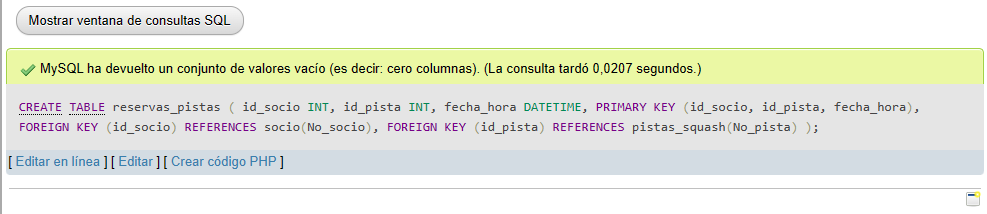 Mostrar ventana de consultas SQL
MySQL ha devuelto un conjunto de valores vacío (es decir: cero columnas). (La consulta tardó 0,0207 segundos.)
CREATE TABLE reservas_pistas ( id_socio INT, id_pista INT, fecha_hora DATETIME, PRIMARY KEY (id_socio, id_pista, fecha_hora),
FOREIGN KEY (id_socio) REFERENCES socio(No_socio), FOREIGN KEY (id_pista) REFERENCES pistas_squash(No_pista) );
[ Editar en línea ] [ Editar ] [ Crear código PHP ]